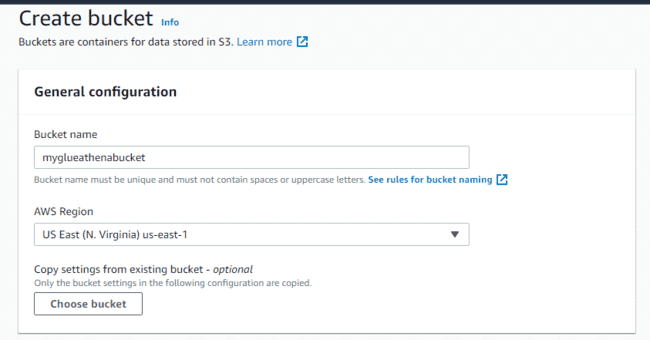 Create bucket Info
Buckets are containers for data stored in S3. Learn more
General configuration
Bucket name
myglueathenabucket
Bucket name must be unique and must not contain spaces or uppercase letters. See rules for bucket naming
AWS Region
US East (N. Virginia) us-east-1
Copy settings from existing bucket - optional
Only the bucket settings in the following configuration are copied.
Choose bucket